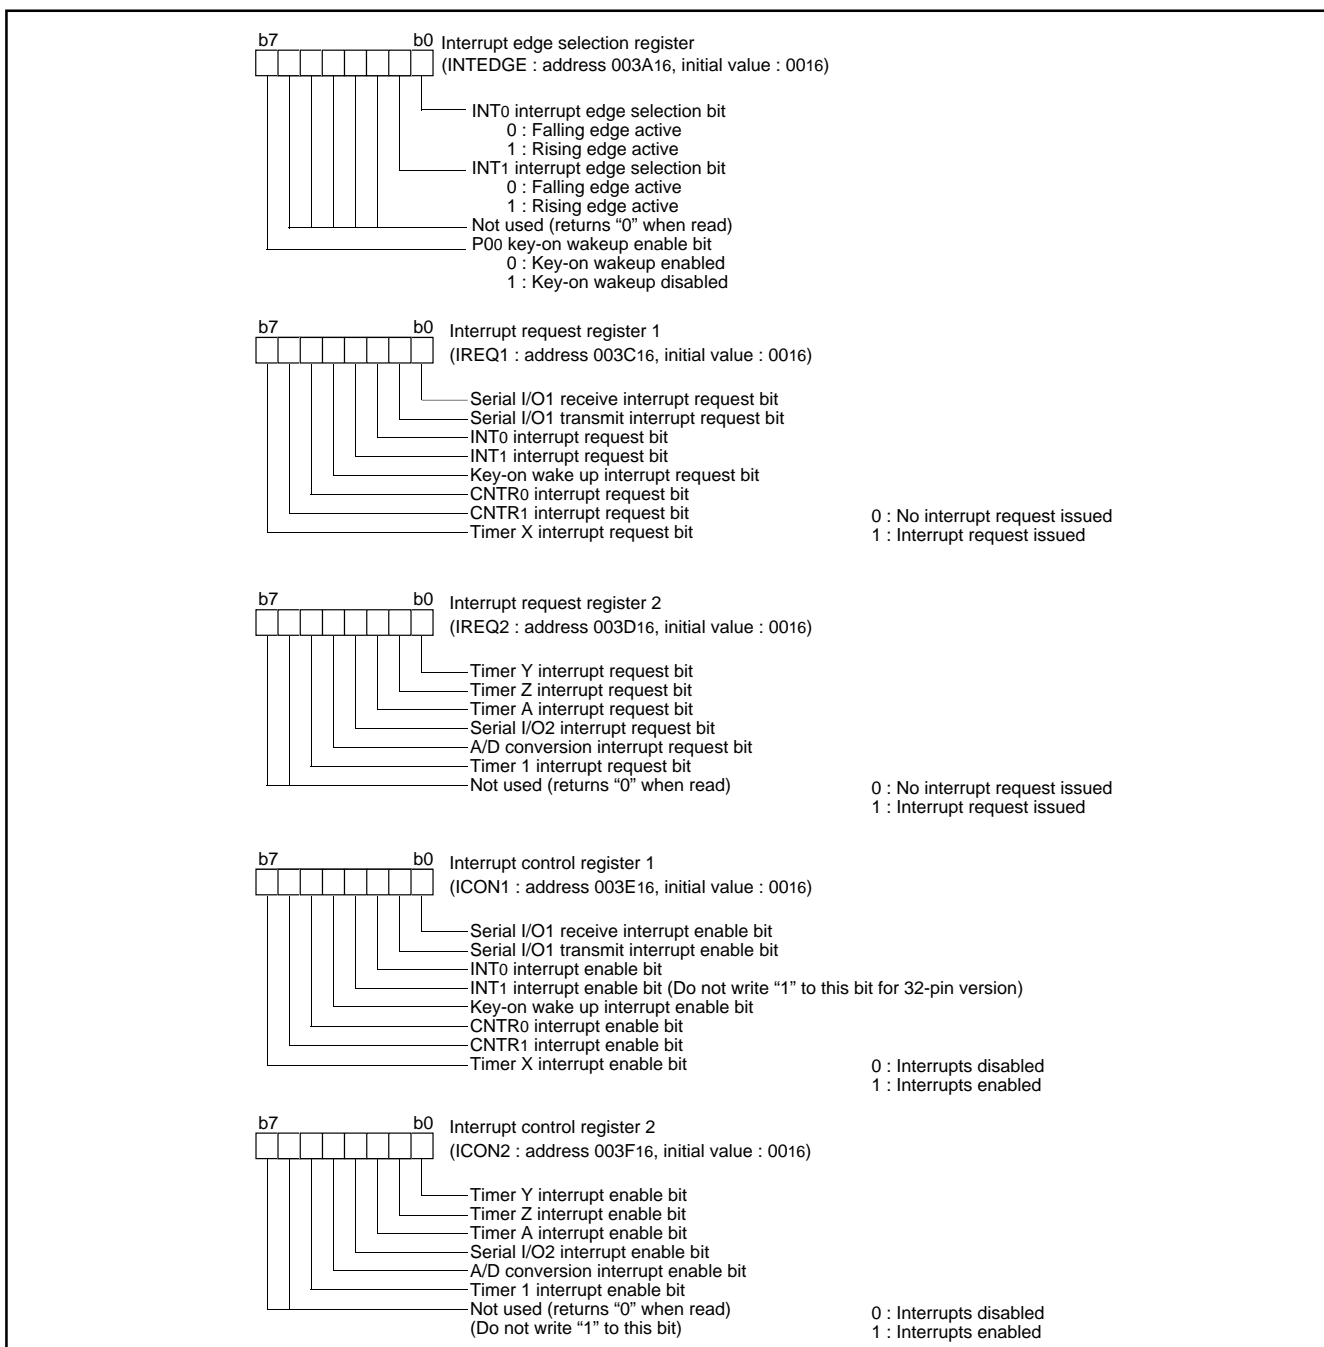 b7 b0 Interrupt edge selection register
(INTEDGE : address 003A16, initial value : 0016)
INT0 interrupt edge selection bit
0 : Falling edge active
1 : Rising edge active
INT1 interrupt edge selection bit
0 : Falling edge active
1 : Rising edge active
Not used (returns “0” when read)
P00 key-on wakeup enable bit
0 : Key-on wakeup enabled
1 : Key-on wakeup disabled
b7 b0 Interrupt request register 1
(IREQ1 : address 003C16, initial value : 0016)
Serial I/O1 receive interrupt request bit
Serial I/O1 transmit interrupt request bit
INT0 interrupt request bit
INT1 interrupt request bit
Key-on wake up interrupt request bit
CNTR0 interrupt request bit
CNTR1 interrupt request bit 0 : No interrupt request issued
Timer X interrupt request bit 1 : Interrupt request issued
b7 b0 Interrupt request register 2
(IREQ2 : address 003D16, initial value : 0016)
Timer Y interrupt request bit
Timer Z interrupt request bit
Timer A interrupt request bit
Serial I/O2 interrupt request bit
A/D conversion interrupt request bit
Timer 1 interrupt request bit
Not used (returns “0” when read) 0 : No interrupt request issued
1 : Interrupt request issued
b7 b0 Interrupt control register 1
(ICON1 : address 003E16, initial value : 0016)
Serial I/O1 receive interrupt enable bit
Serial I/O1 transmit interrupt enable bit
INT0 interrupt enable bit
INT1 interrupt enable bit (Do not write “1” to this bit for 32-pin version)
Key-on wake up interrupt enable bit
CNTR0 interrupt enable bit
CNTR1 interrupt enable bit
Timer X interrupt enable bit 0 : Interrupts disabled
1 : Interrupts enabled
b7 b0 Interrupt control register 2
(ICON2 : address 003F16, initial value : 0016)
Timer Y interrupt enable bit
Timer Z interrupt enable bit
Timer A interrupt enable bit
Serial I/O2 interrupt enable bit
A/D conversion interrupt enable bit
Timer 1 interrupt enable bit
Not used (returns “0” when read) 0 : Interrupts disabled
(Do not write “1” to this bit) 1 : Interrupts enabled